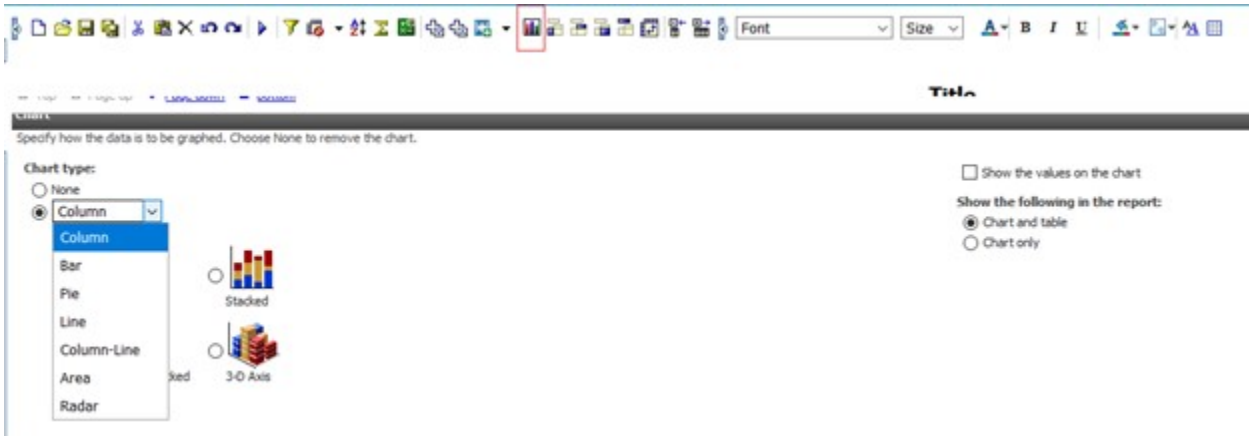 Font Size A B I U
Title
Chart
Specify how the data is to be graphed. Choose None to remove the chart.
Chart type:
None
Column
Column
Bar
Pie
Line
Column-Line
Area
Radar
Stacked
3-D Axis
Show the values on the chart
Show the following in the report:
Chart and table
Chart only